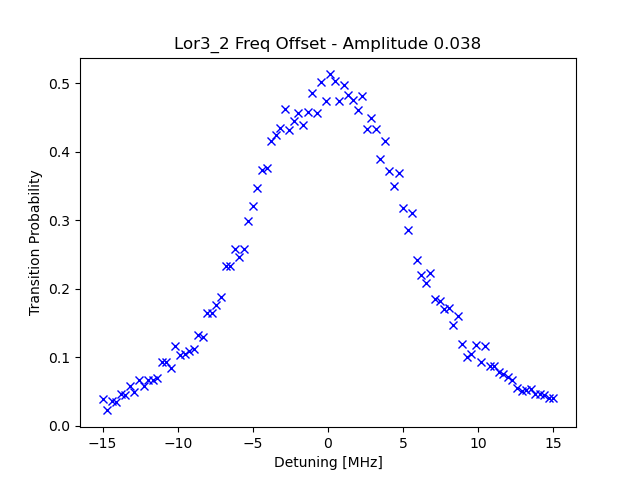 Lor3_2 Freq Offset - Amplitude 0.038
Transition Probability
0.5
0.4
0.3
0.2
0.1
0.0
−15 −10 −5 0 5 10 15
Detuning [MHz]